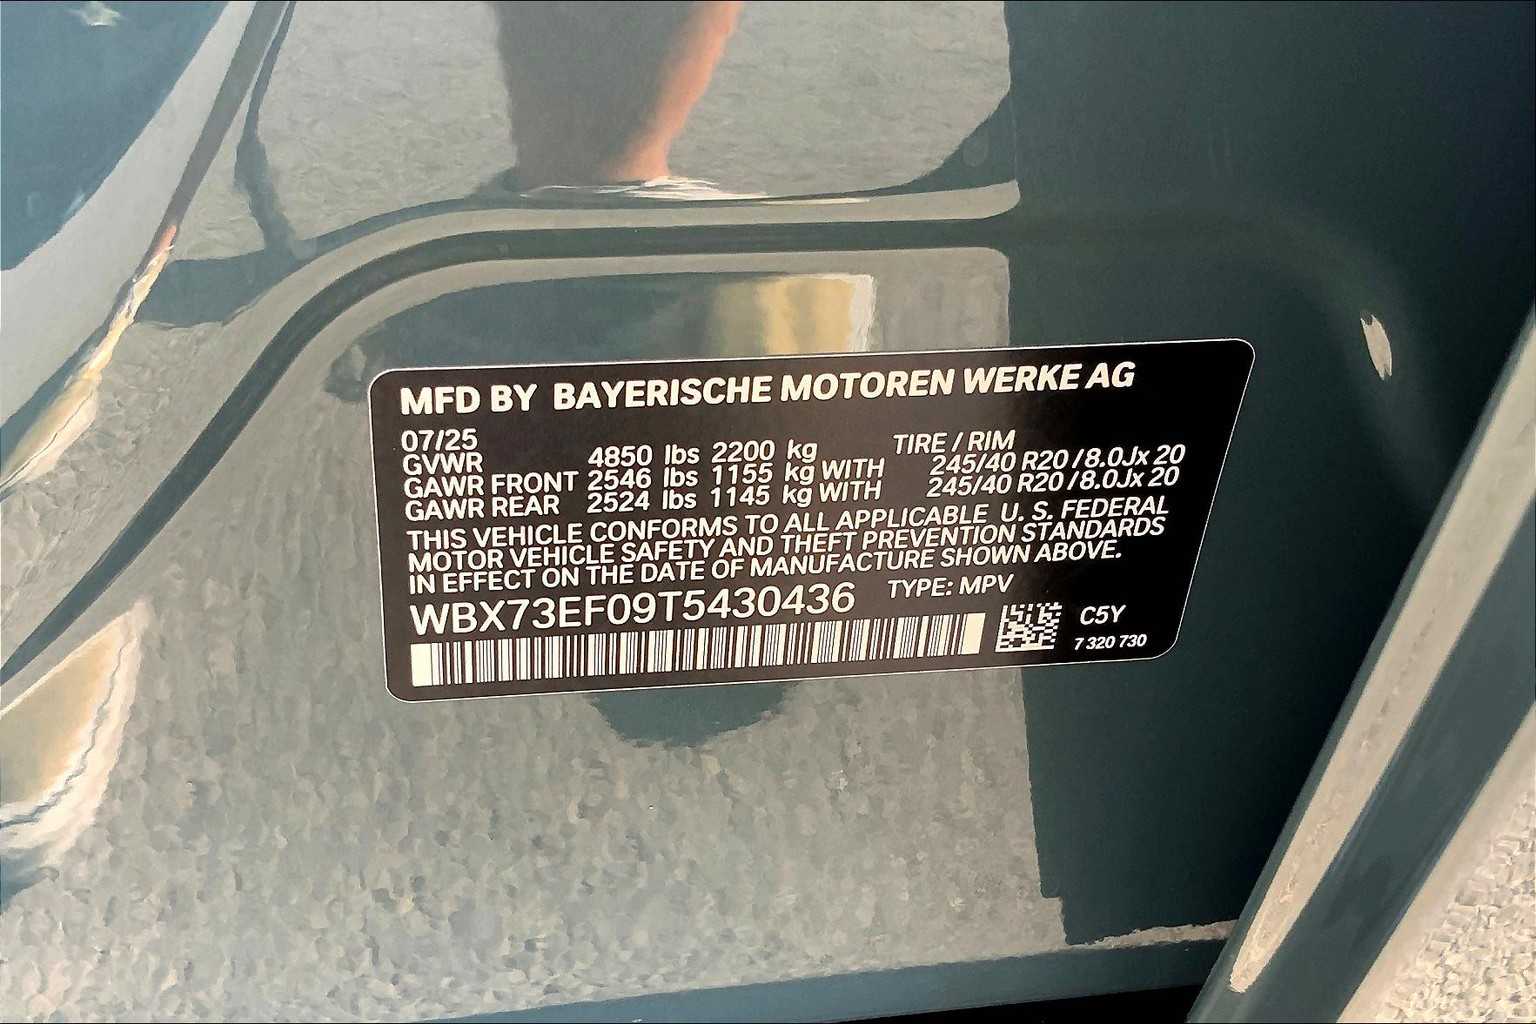 MFD BY BAYERISCHE MOTOREN WERKE AG
07/25 TIRE / RIM
GVWR 4850 lbs 2200 kg
GAWR FRONT 2546 lbs 1155 kg WITH 245/40 R20 / 8.0Jx 20
GAWR REAR 2524 lbs 1145 kg WITH 245/40 R20 / 8.0Jx 20
THIS VEHICLE CONFORMS TO ALL APPLICABLE U. S. FEDERAL
MOTOR VEHICLE SAFETY AND THEFT PREVENTION STANDARDS
IN EFFECT ON THE DATE OF MANUFACTURE SHOWN ABOVE.
WBX73EF09T5430436 TYPE: MPV
C5Y
7 320 730